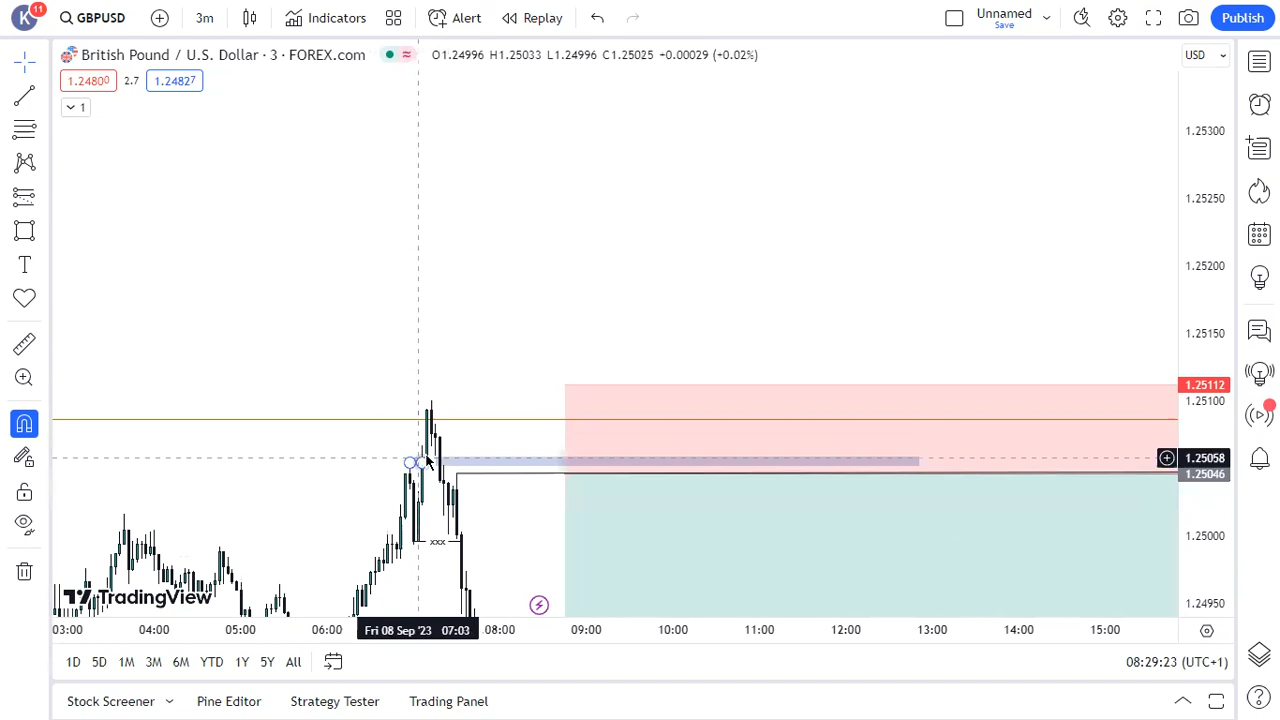 K 11 GBPUSD 3m Indicators Alert Replay Unnamed Save Publish
British Pound / U.S. Dollar · 3 · FOREX.com O1.24996 H1.25033 L1.24996 C1.25025 +0.00029 (+0.02%) USD
1.24800 2.7 1.24827
1
1.25300
1.25250
1.25200
1.25150
1.25112
1.25100
1.25058
1.25046
xxx
1.25000
1.24950
TradingView
03:00 04:00 05:00 06:00 Fri 08 Sep '23 07:03 08:00 09:00 10:00 11:00 12:00 13:00 14:00 15:00
1D 5D 1M 3M 6M YTD 1Y 5Y All 08:29:23 (UTC+1)
Stock Screener Pine Editor Strategy Tester Trading Panel